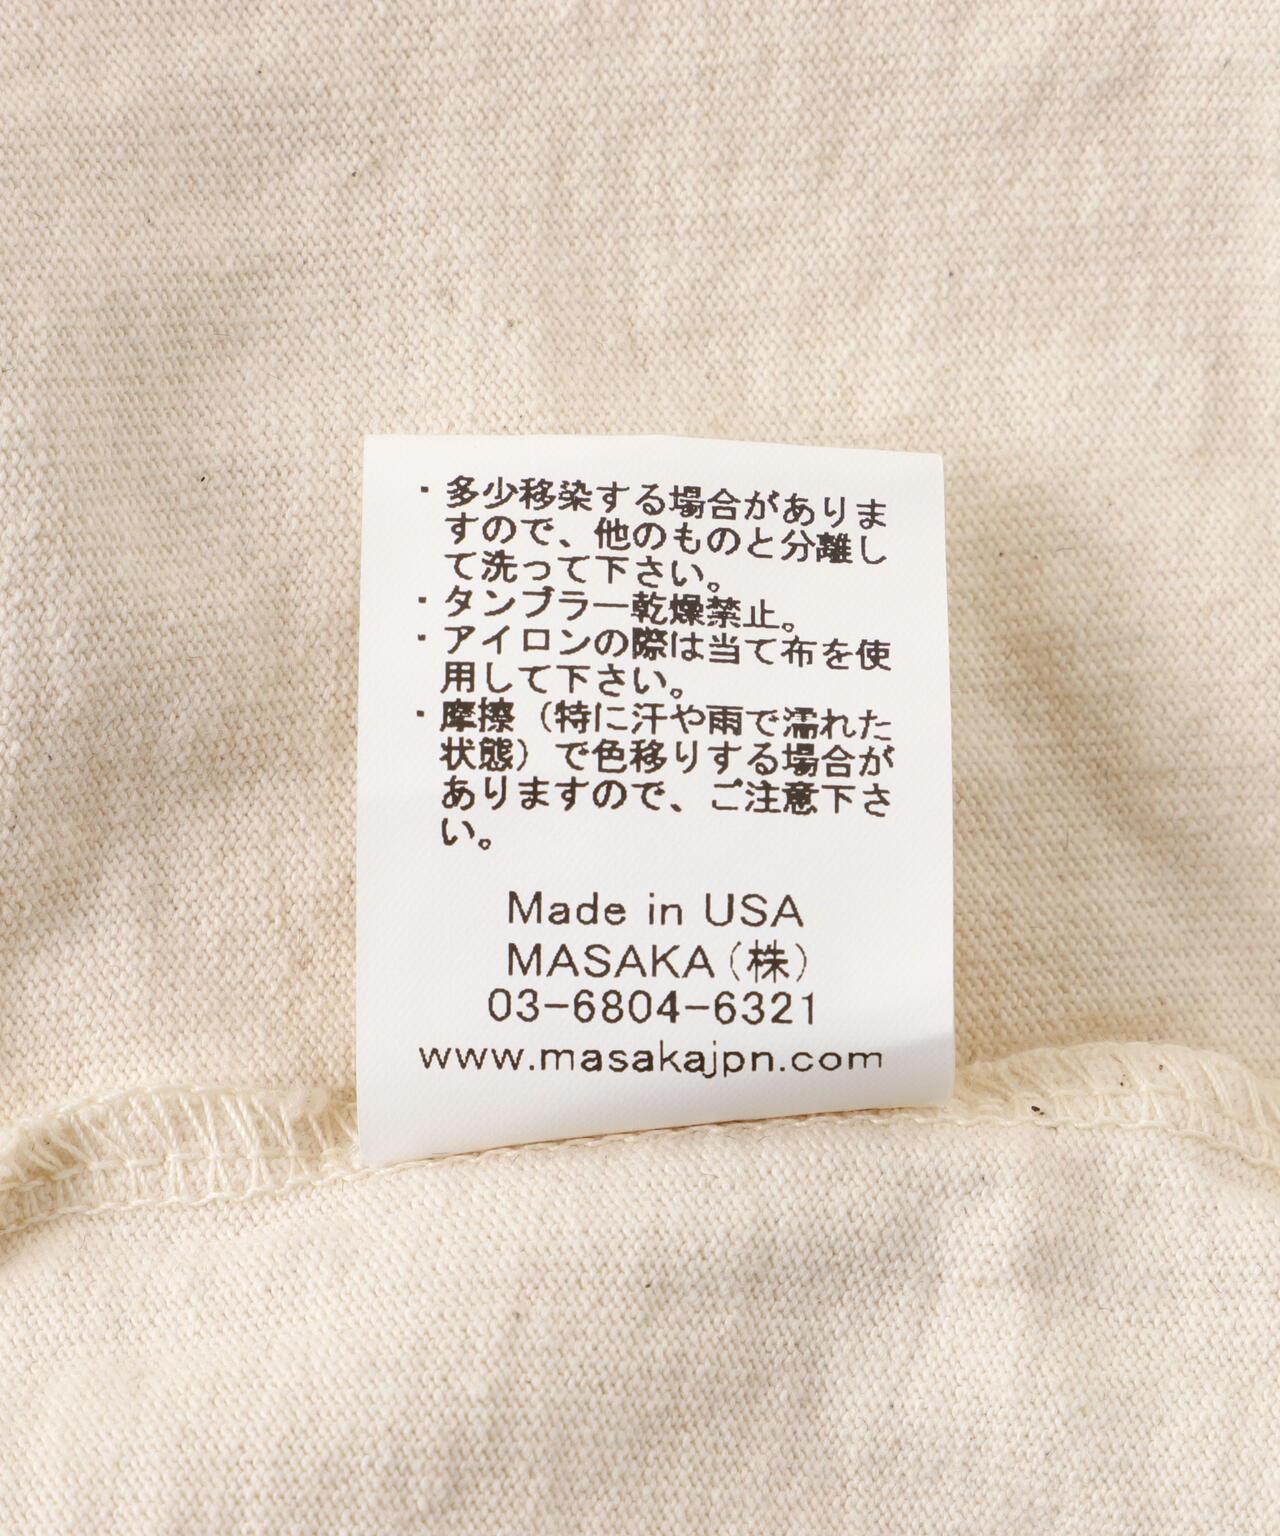 ・多少移染する場合がありま
すので、他のものと分離し
て洗って下さい。
・タンブラー乾燥禁止。
・アイロンの際は当て布を使
用して下さい。
・摩擦（特に汗や雨で濡れた
状態）で色移りする場合が
ありますので、ご注意下さ
い。
Made in USA
MASAKA（株）
03-6804-6321
www.masakajpn.com